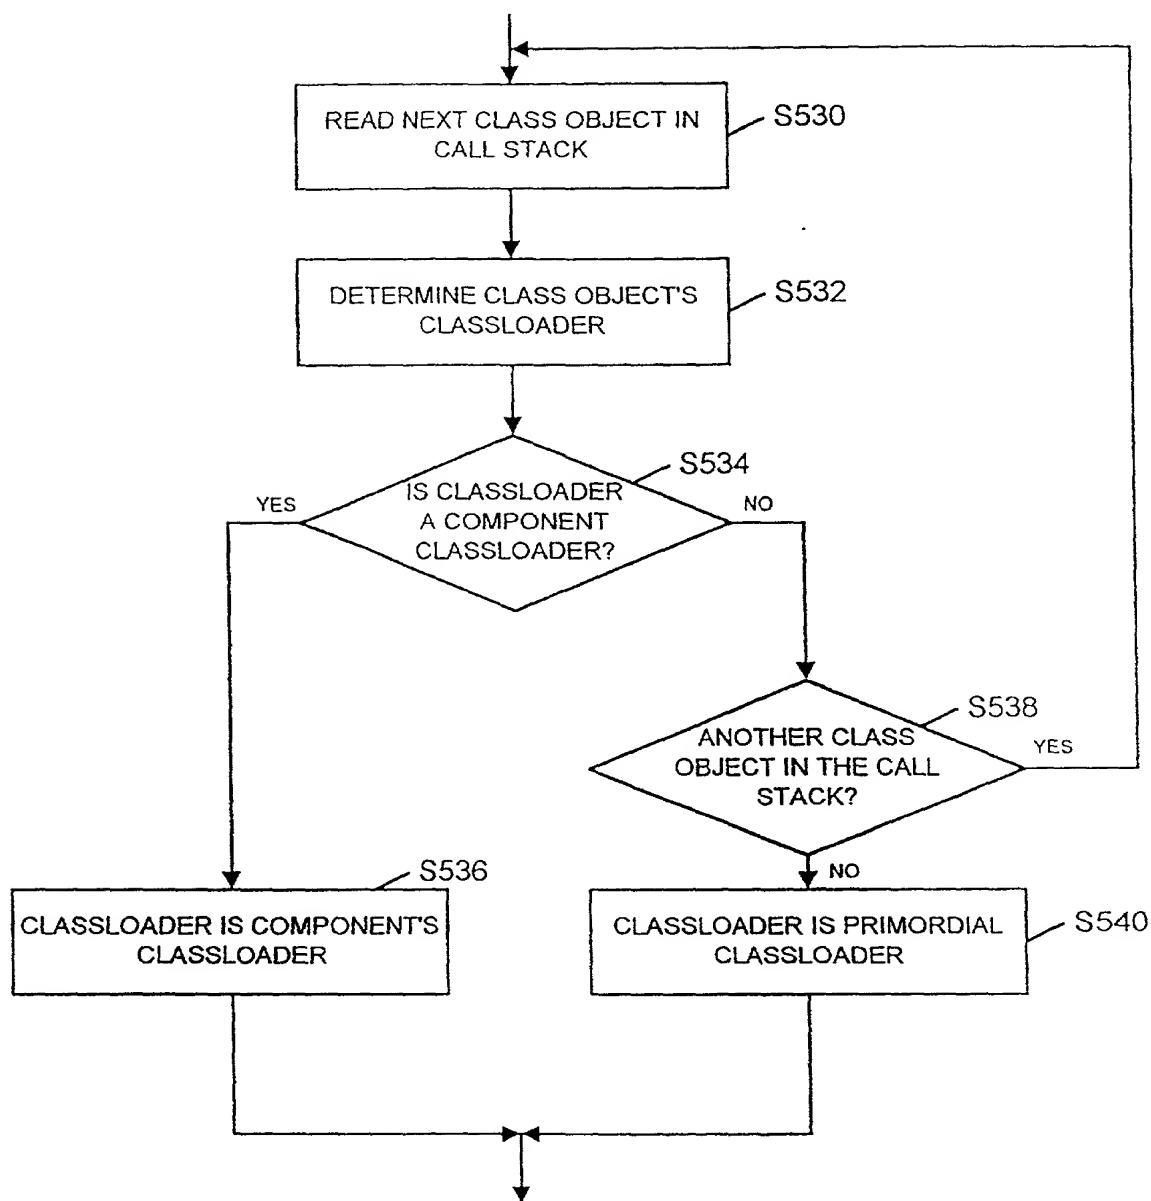 READ NEXT CLASS OBJECT IN
CALL STACK
S530
DETERMINE CLASS OBJECT'S
CLASSLOADER
S532
S534
IS CLASSLOADER
A COMPONENT
CLASSLOADER?
YES
NO
S538
ANOTHER CLASS
OBJECT IN THE CALL
STACK?
YES
NO
S536
CLASSLOADER IS COMPONENT'S
CLASSLOADER
CLASSLOADER IS PRIMORDIAL
CLASSLOADER
S540